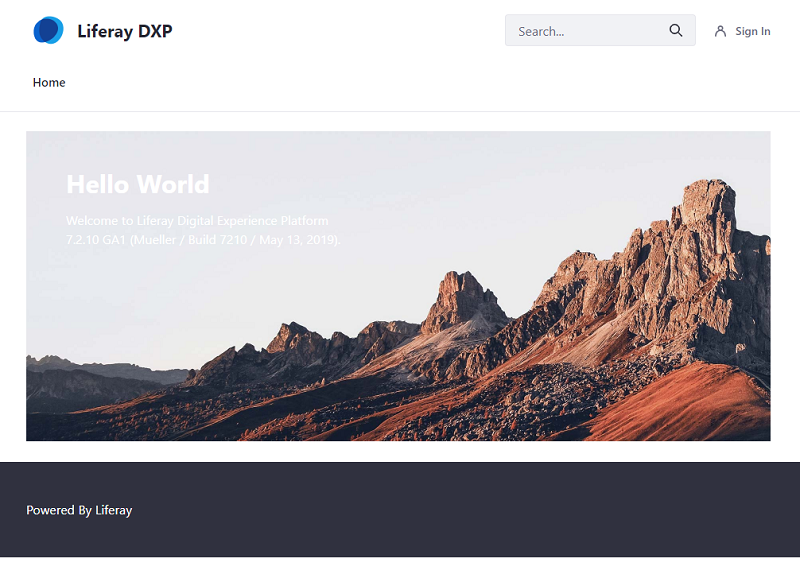 Liferay DXP
Search...
Sign In
Home
Hello World
Welcome to Liferay Digital Experience Platform
7.2.10 GA1 (Mueller / Build 7210 / May 13, 2019).
Powered By Liferay